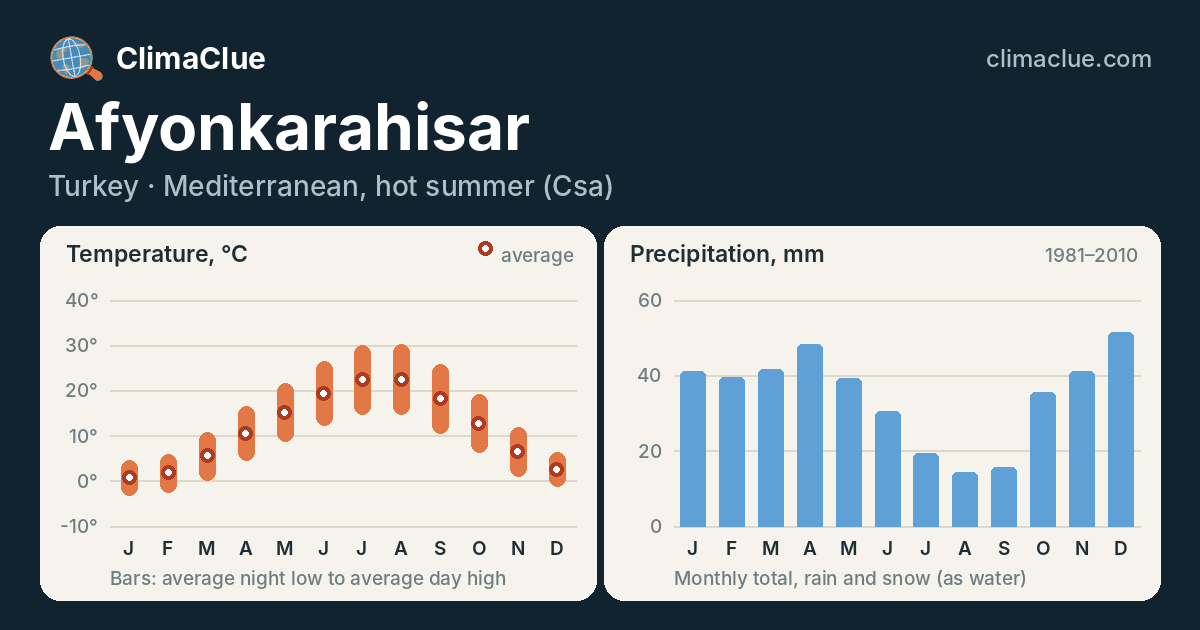 ClimaClue
climaclue.com
Afyonkarahisar
Turkey · Mediterranean, hot summer (Csa)
Temperature, °C
average
40°
30°
20°
10°
0°
-10°
J F M A M J J A S O N D
Bars: average night low to average day high
Precipitation, mm
1981–2010
60
40
20
0
J F M A M J J A S O N D
Monthly total, rain and snow (as water)